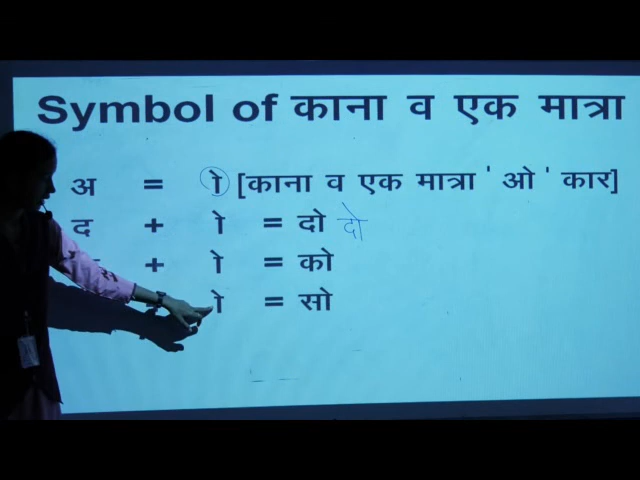 Symbol of काना व एक मात्रा
अ = ो [काना व एक मात्रा ' ओ ' कार]
द + ो = दो दो
+ ो = को
ो = सो